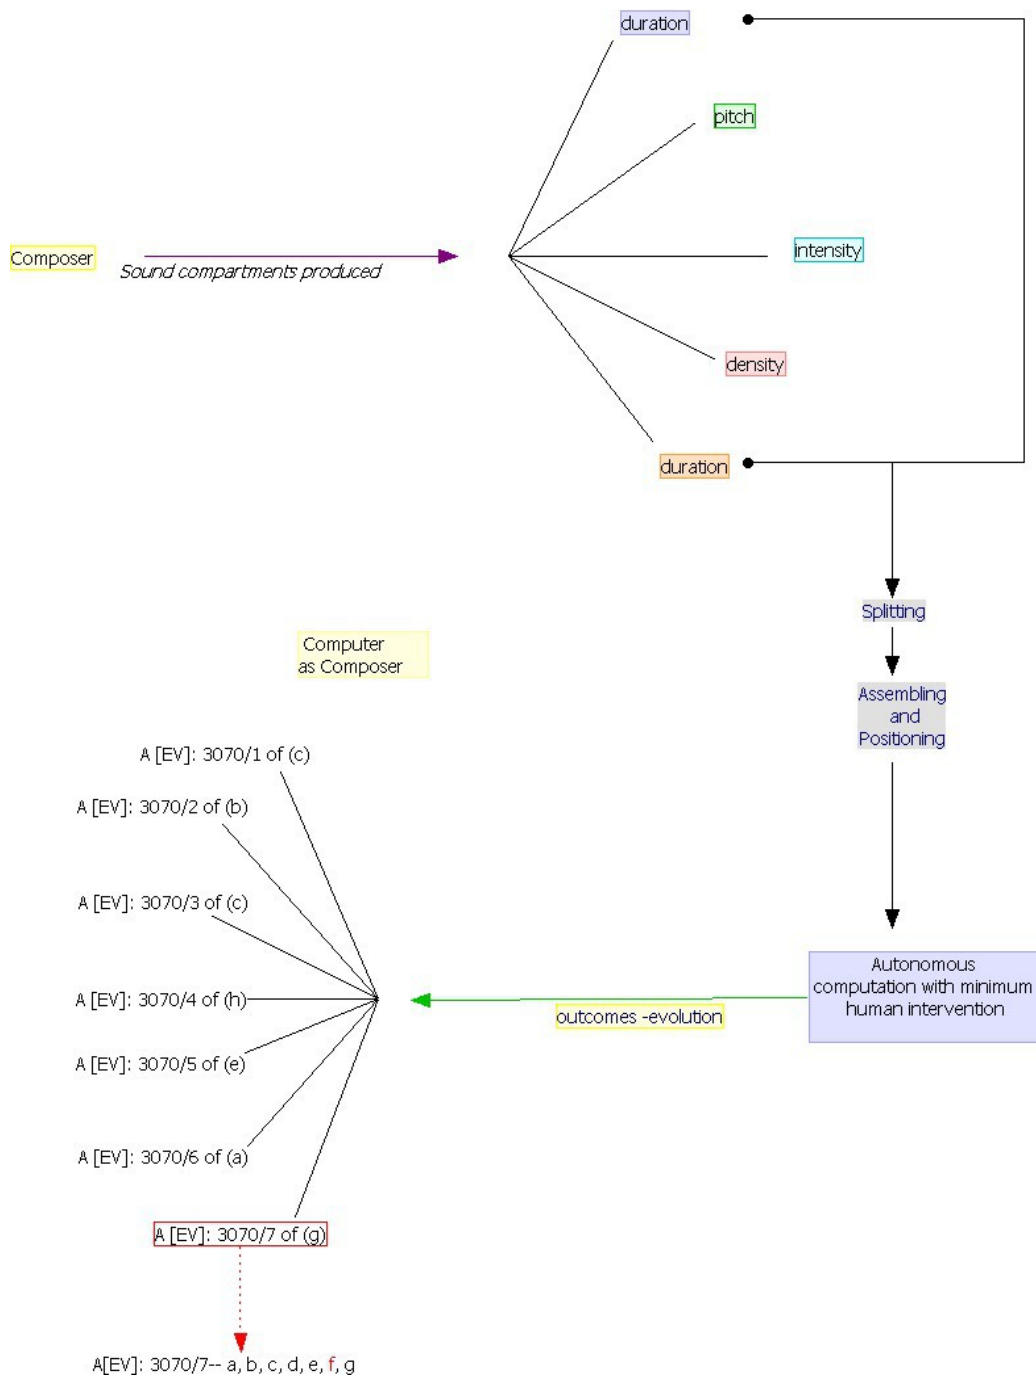 duration
pitch
Composer
Sound compartments produced
intensity
density
duration
Splitting
Computer
as Composer
Assembling
and
Positioning
A [EV]: 3070/1 of (c)
A [EV]: 3070/2 of (b)
A [EV]: 3070/3 of (c)
A [EV]: 3070/4 of (h)
A [EV]: 3070/5 of (e)
A [EV]: 3070/6 of (a)
A [EV]: 3070/7 of (g)
outcomes -evolution
Autonomous
computation with minimum
human intervention
A[EV]: 3070/7-- a, b, c, d, e, f, g